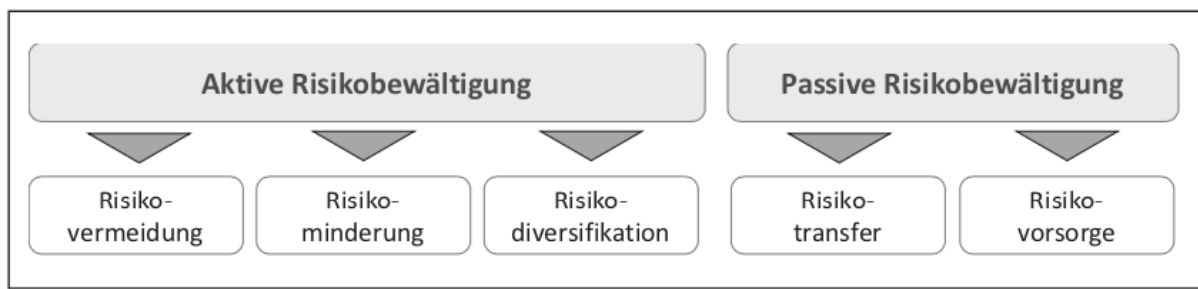 Aktive Risikobewältigung
Passive Risikobewältigung
Risiko-
vermeidung
Risiko-
minderung
Risiko-
diversifikation
Risiko-
transfer
Risiko-
vorsorge